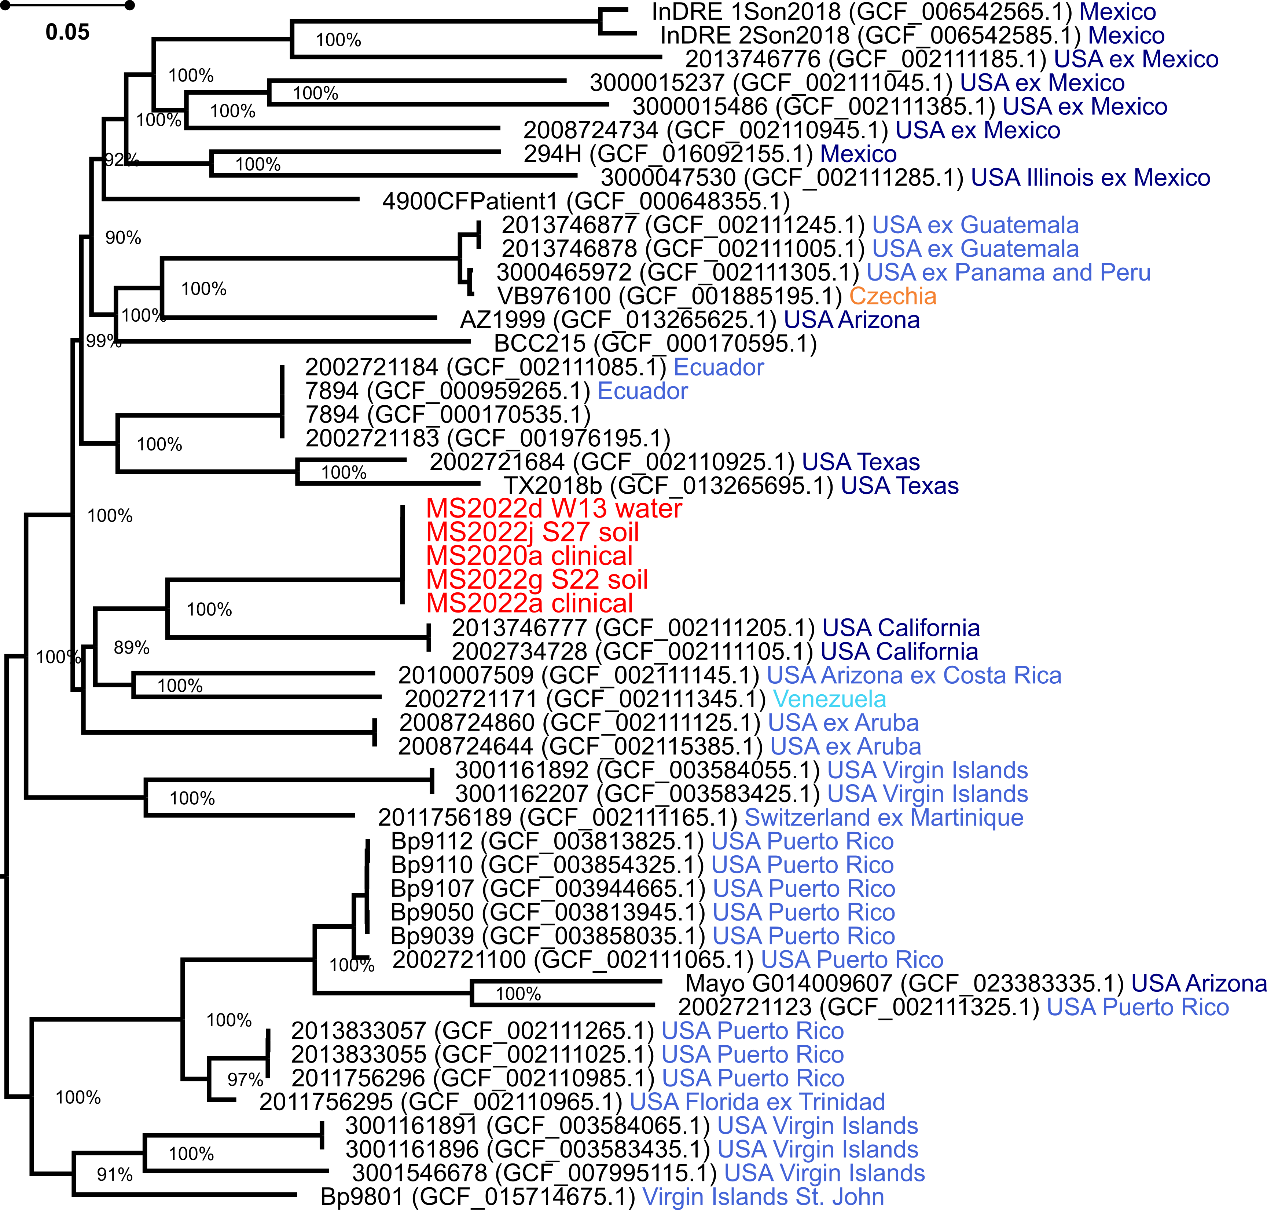 InDRE 1Son2018 (GCF_006542565.1) Mexico
0.05
InDRE 2Son2018 (GCF_006542585.1) Mexico
100%
2013746776 (GCF_002111185.1) USA ex Mexico
100%
3000015237 (GCF_002111045.1) USA ex Mexico
100%
3000015486 (GCF_002111385.1) USA ex Mexico
100%
100%
2008724734 (GCF_002110945.1) USA ex Mexico
294H (GCF_016092155.1) Mexico
92%
100%
3000047530 (GCF_002111285.1) USA Illinois ex Mexico
4900CFPatient1 (GCF_000648355.1)
2013746877 (GCF_002111245.1) USA ex Guatemala
90%
2013746878 (GCF_002111005.1) USA ex Guatemala
3000465972 (GCF_002111305.1) USA ex Panama and Peru
100%
VB976100 (GCF_001885195.1) Czechia
100%
AZ1999 (GCF_013265625.1) USA Arizona
99%
BCC215 (GCF_000170595.1)
2002721184 (GCF_002111085.1) Ecuador
7894 (GCF_000959265.1) Ecuador
7894 (GCF_000170535.1)
2002721183 (GCF_001976195.1)
100%
2002721684 (GCF_002110925.1) USA Texas
100%
TX2018b (GCF_013265695.1) USA Texas
MS2022d W13 water
100%
MS2022j S27 soil
MS2020a clinical
MS2022g S22 soil
MS2022a clinical
100%
2013746777 (GCF_002111205.1) USA California
89%
2002734728 (GCF_002111105.1) USA California
100%
2010007509 (GCF_002111145.1) USA Arizona ex Costa Rica
100%
2002721171 (GCF_002111345.1) Venezuela
2008724860 (GCF_002111125.1) USA ex Aruba
2008724644 (GCF_002115385.1) USA ex Aruba
3001161892 (GCF_003584055.1) USA Virgin Islands
3001162207 (GCF_003583425.1) USA Virgin Islands
100%
2011756189 (GCF_002111165.1) Switzerland ex Martinique
Bp9112 (GCF_003813825.1) USA Puerto Rico
Bp9110 (GCF_003854325.1) USA Puerto Rico
Bp9107 (GCF_003944665.1) USA Puerto Rico
Bp9050 (GCF_003813945.1) USA Puerto Rico
Bp9039 (GCF_003858035.1) USA Puerto Rico
2002721100 (GCF_002111065.1) USA Puerto Rico
100%
Mayo G014009607 (GCF_023383335.1) USA Arizona
100%
2002721123 (GCF_002111325.1) USA Puerto Rico
100%
2013833057 (GCF_002111265.1) USA Puerto Rico
2013833055 (GCF_002111025.1) USA Puerto Rico
97%
2011756296 (GCF_002110985.1) USA Puerto Rico
100%
2011756295 (GCF_002110965.1) USA Florida ex Trinidad
3001161891 (GCF_003584065.1) USA Virgin Islands
3001161896 (GCF_003583435.1) USA Virgin Islands
100%
3001546678 (GCF_007995115.1) USA Virgin Islands
91%
Bp9801 (GCF_015714675.1) Virgin Islands St. John